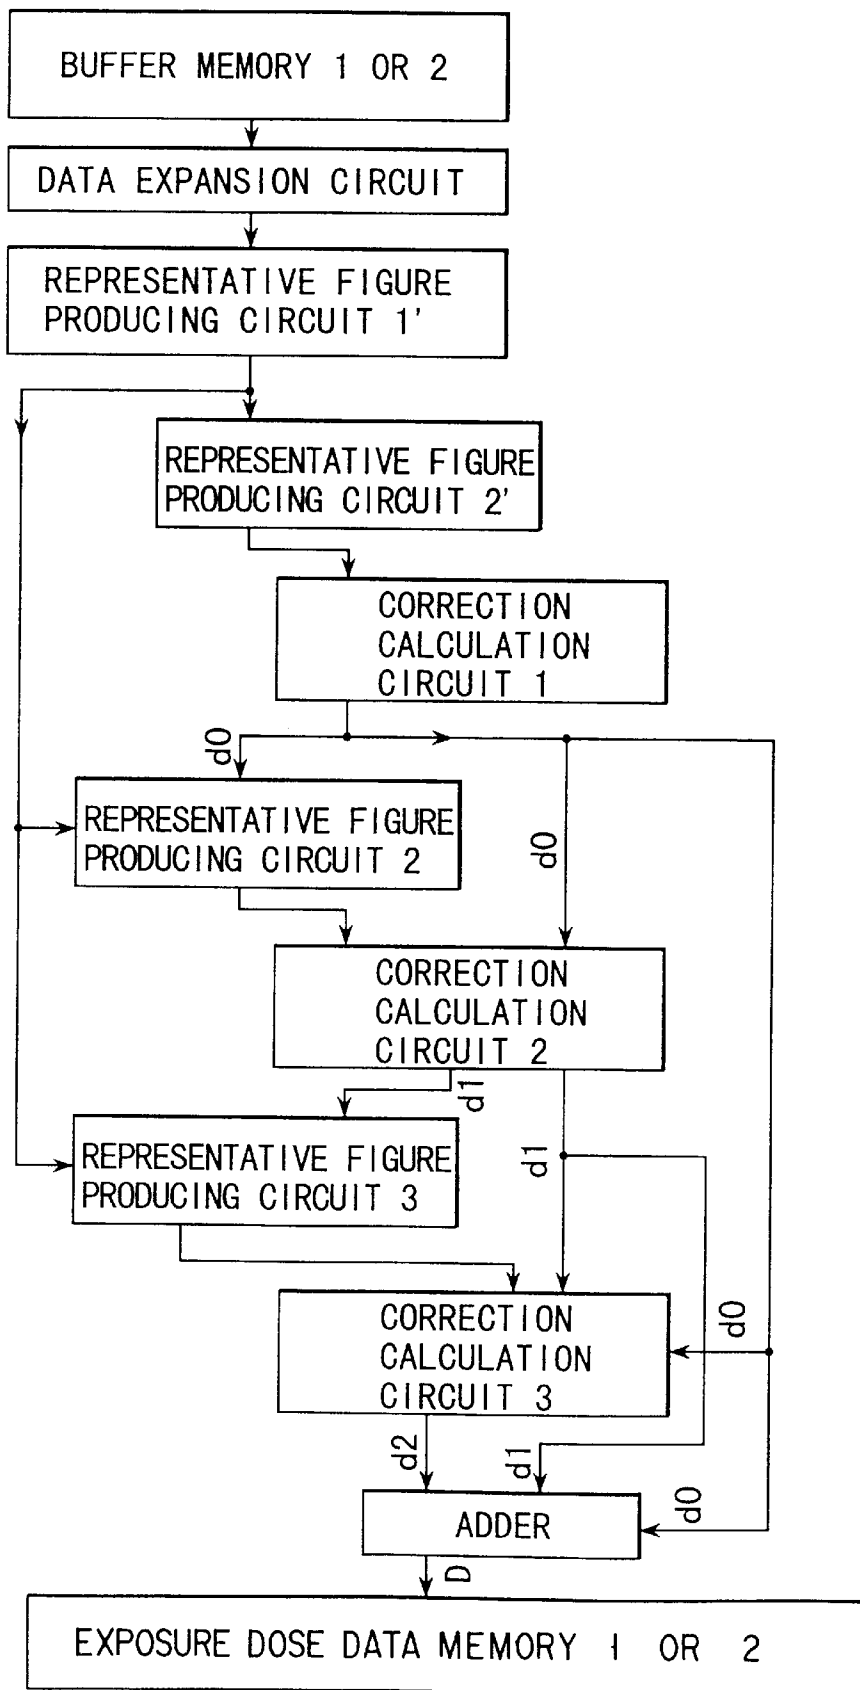 BUFFER MEMORY 1 OR 2
DATA EXPANSION CIRCUIT
REPRESENTATIVE FIGURE
PRODUCING CIRCUIT 1'
REPRESENTATIVE FIGURE
PRODUCING CIRCUIT 2'
CORRECTION
CALCULATION
CIRCUIT 1
d0
REPRESENTATIVE FIGURE
PRODUCING CIRCUIT 2
d0
CORRECTION
CALCULATION
CIRCUIT 2
d1
REPRESENTATIVE FIGURE
PRODUCING CIRCUIT 3
d1
CORRECTION
CALCULATION
CIRCUIT 3
d0
d2
d1
d0
ADDER
D
EXPOSURE DOSE DATA MEMORY 1 OR 2